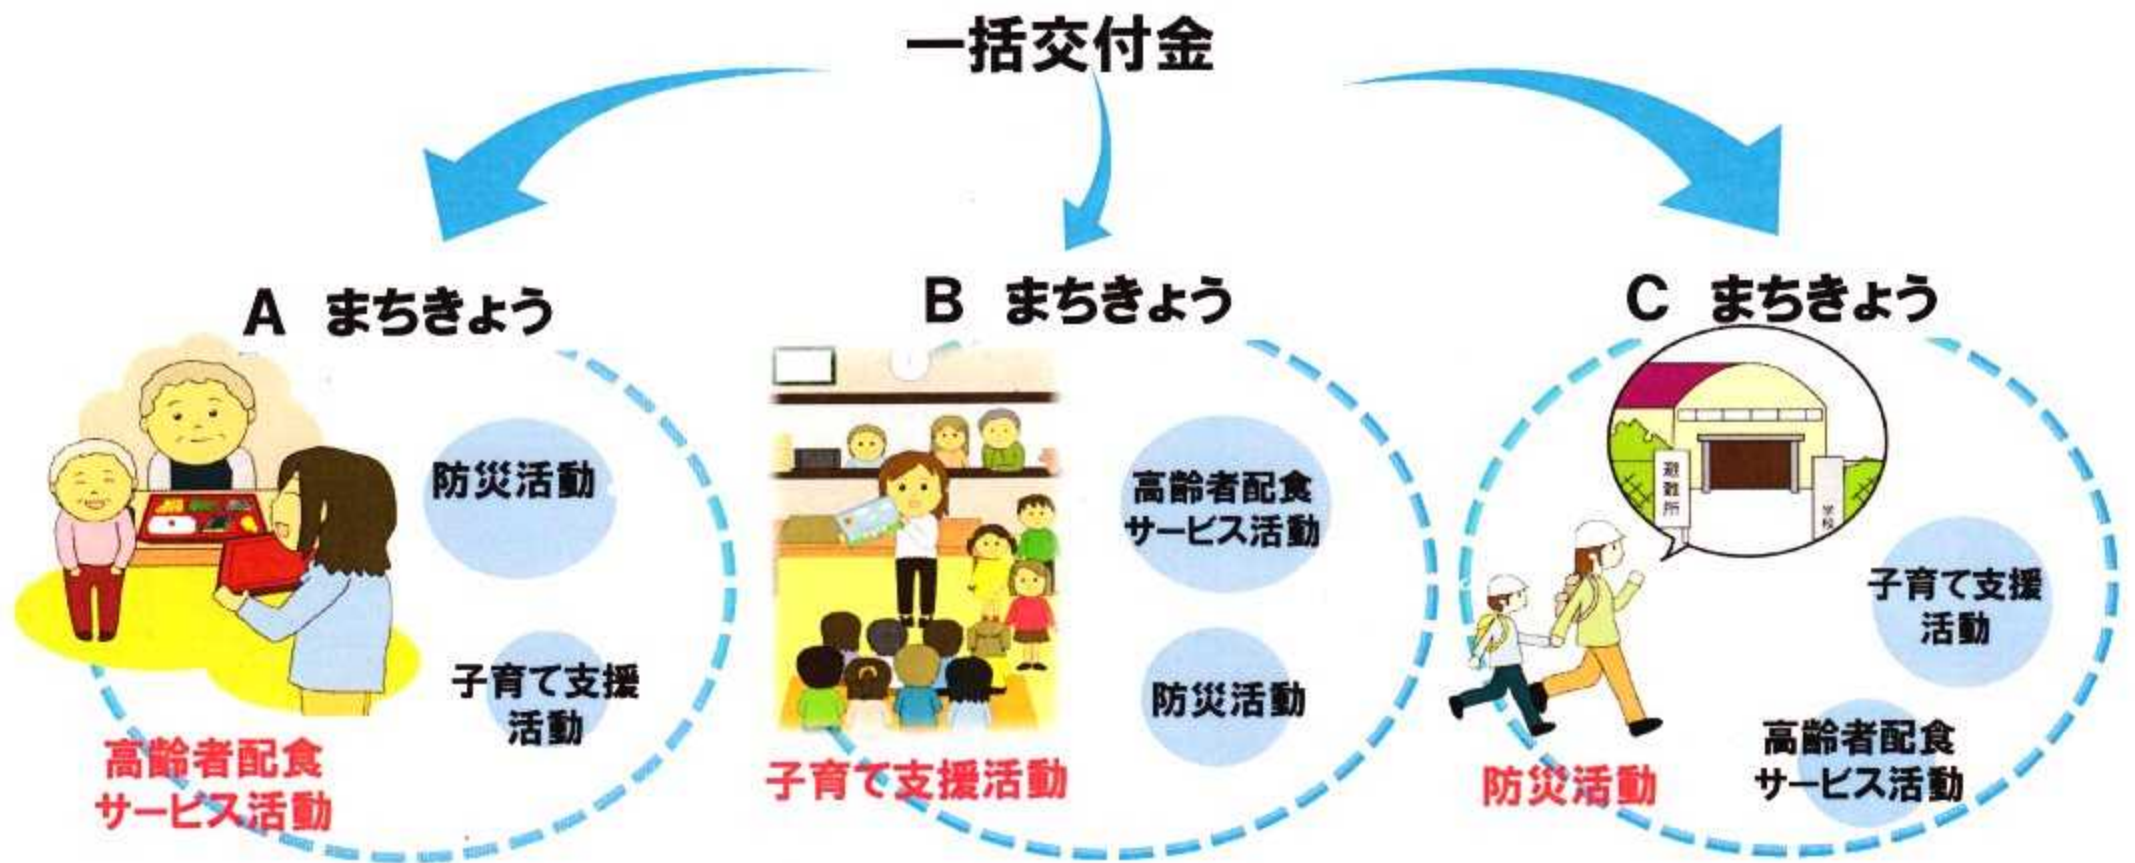 一括交付金
A まちきょう
防災活動
子育て支援
活動
高齢者配食
サービス活動
B まちきょう
高齢者配食
サービス活動
防災活動
子育て支援活動
C まちきょう
避難所
学校
子育て支援
活動
高齢者配食
サービス活動
防災活動